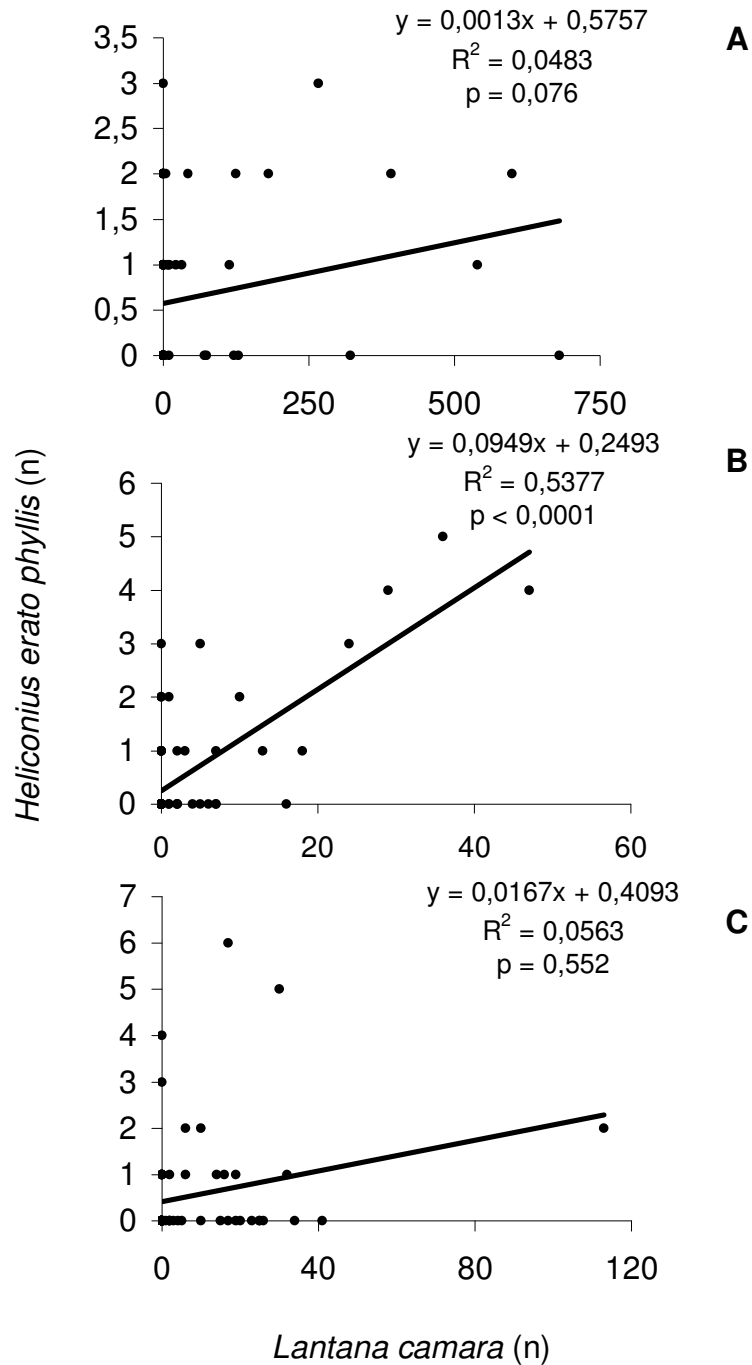 y = 0,0013x + 0,5757
R² = 0,0483
p = 0,076
A
3,5
3
2,5
2
1,5
1
0,5
0
0 250 500 750
y = 0,0949x + 0,2493
R² = 0,5377
p < 0,0001
B
6
5
4
3
2
1
0
0 20 40 60
y = 0,0167x + 0,4093
R² = 0,0563
p = 0,552
C
7
6
5
4
3
2
1
0
0 40 80 120
Heliconius erato phyllis (n)
Lantana camara (n)